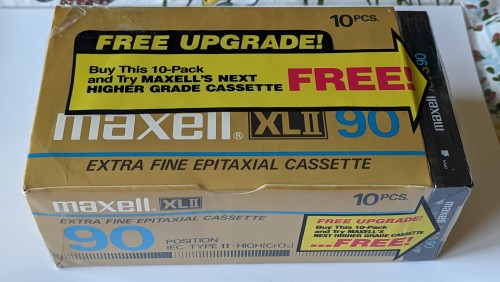 10 PCS.
FREE UPGRADE!
Buy This 10-Pack
and Try MAXELL'S NEXT
HIGHER GRADE CASSETTE FREE!
maxell® XLII 90
EXTRA FINE EPITAXIAL CASSETTE
maxell XLII 10 PCS.
EXTRA FINE EPITAXIAL CASSETTE
90 POSITION
IEC TYPE II • HIGH(CrO₂)
FREE UPGRADE!
Buy This 10-Pack
and Try MAXELL'S NEXT
HIGHER GRADE CASSETTE
...FREE!
maxell
90
maxell
90